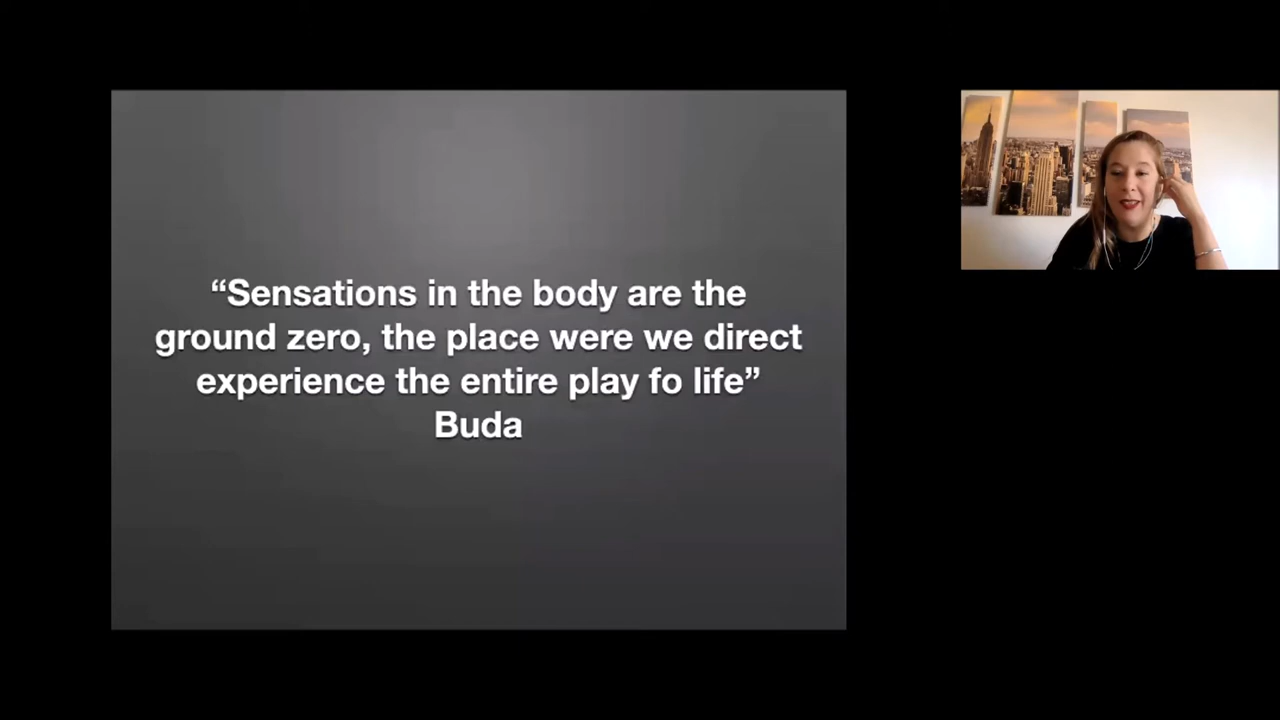 “Sensations in the body are the
ground zero, the place were we direct
experience the entire play fo life”
Buda